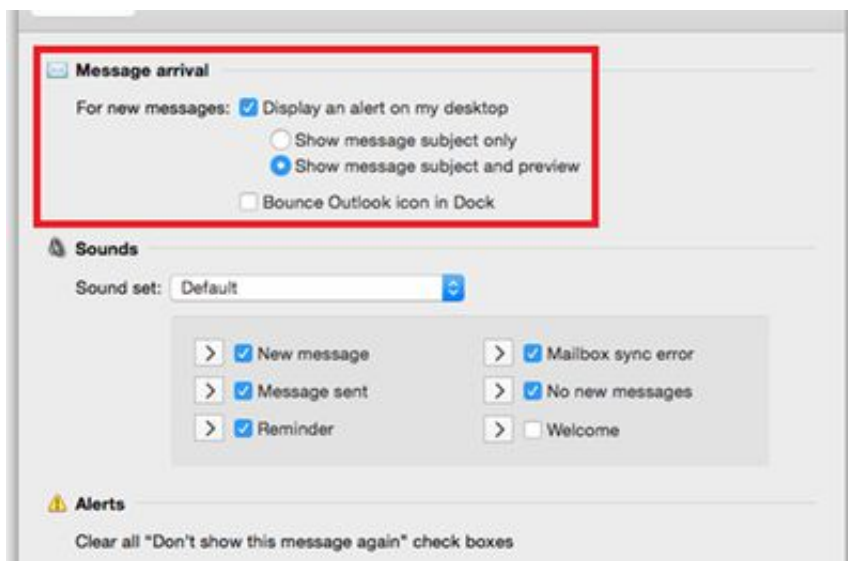 Message arrival
For new messages: Display an alert on my desktop
Show message subject only
Show message subject and preview
Bounce Outlook icon in Dock
Sounds
Sound set: Default
New message Mailbox sync error
Message sent No new messages
Reminder Welcome
Alerts
Clear all "Don't show this message again" check boxes